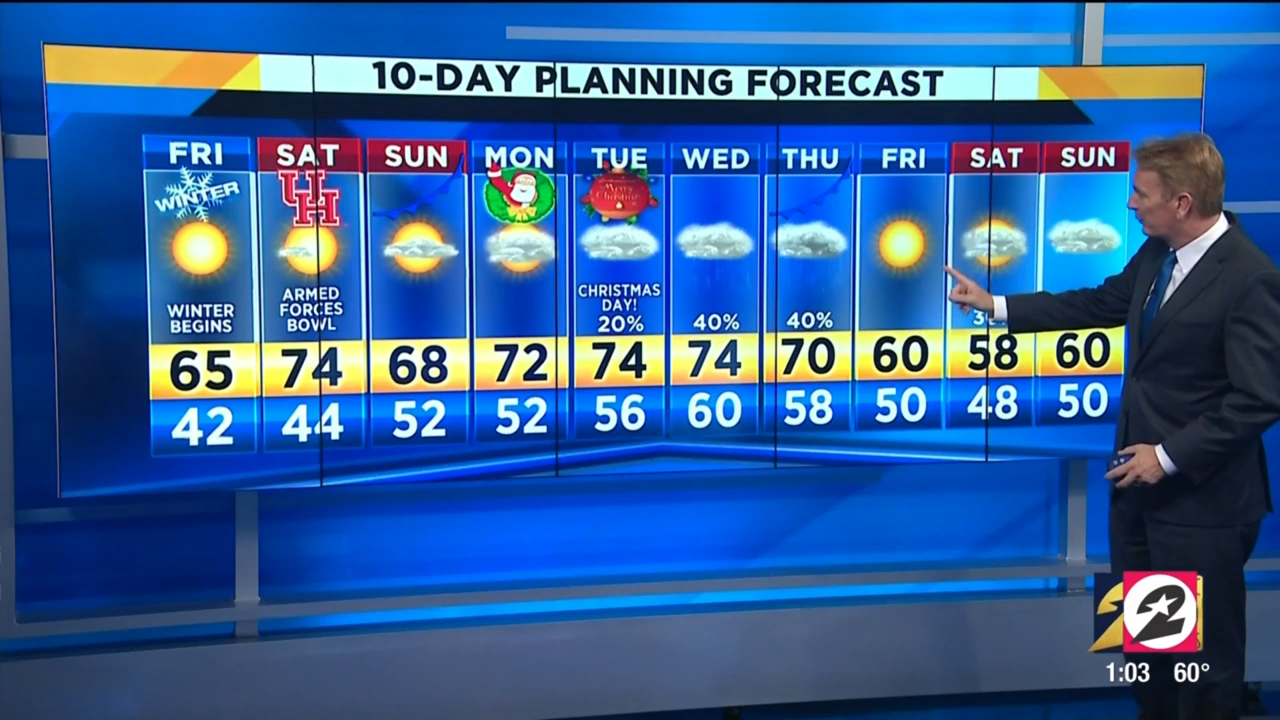 10-DAY PLANNING FORECAST
FRI SAT SUN MON TUE WED THU FRI SAT SUN
WINTER
UH
Merry
Christmas
WINTER
BEGINS
ARMED
FORCES
BOWL
CHRISTMAS
DAY!
20% 40% 40%
65 74 68 72 74 74 70 60 58 60
42 44 52 52 56 60 58 50 48 50
2
1:03 60°